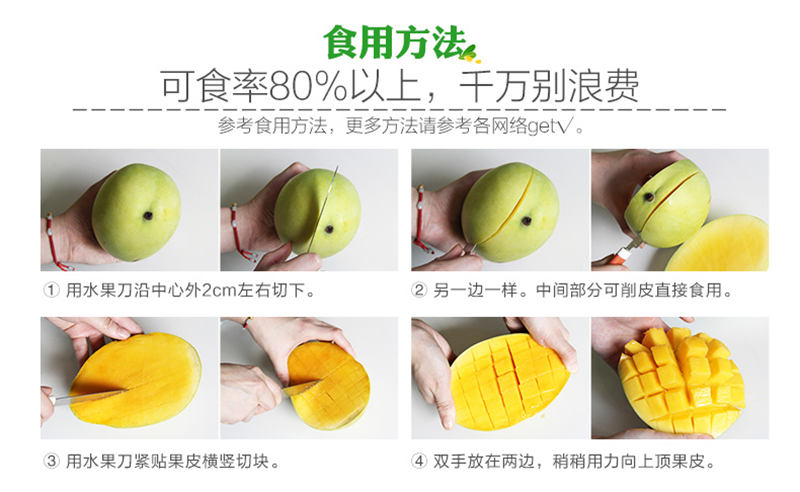 食用方法
可食率80%以上，千万别浪费
参考食用方法，更多方法请参考各网络get√。
① 用水果刀沿中心外2cm左右切下。
② 另一边一样。中间部分可削皮直接食用。
③ 用水果刀紧贴果皮横竖切块。
④ 双手放在两边，稍稍用力向上顶果皮。